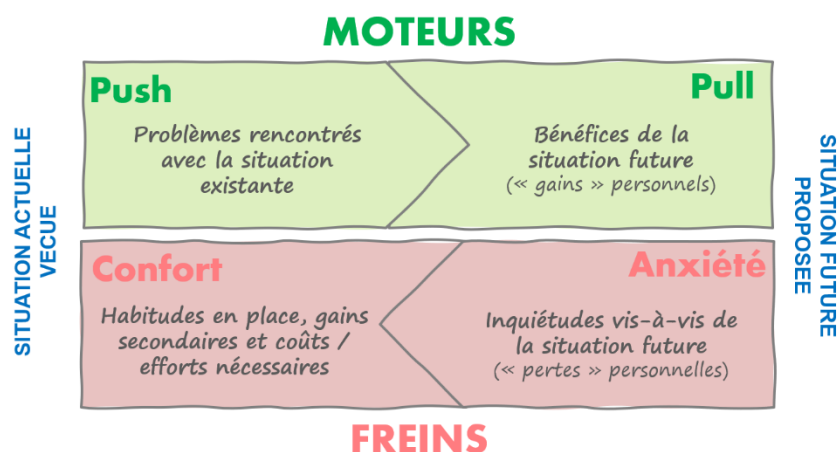 MOTEURS
Push
Problèmes rencontrés
avec la situation
existante
Pull
Bénéfices de la
situation future
(« gains » personnels)
SITUATION ACTUELLE
VECUE
SITUATION FUTURE
PROPOSEE
Confort
Habitudes en place, gains
secondaires et coûts /
efforts nécessaires
Anxiété
Inquiétudes vis-à-vis de
la situation future
(« pertes » personnelles)
FREINS